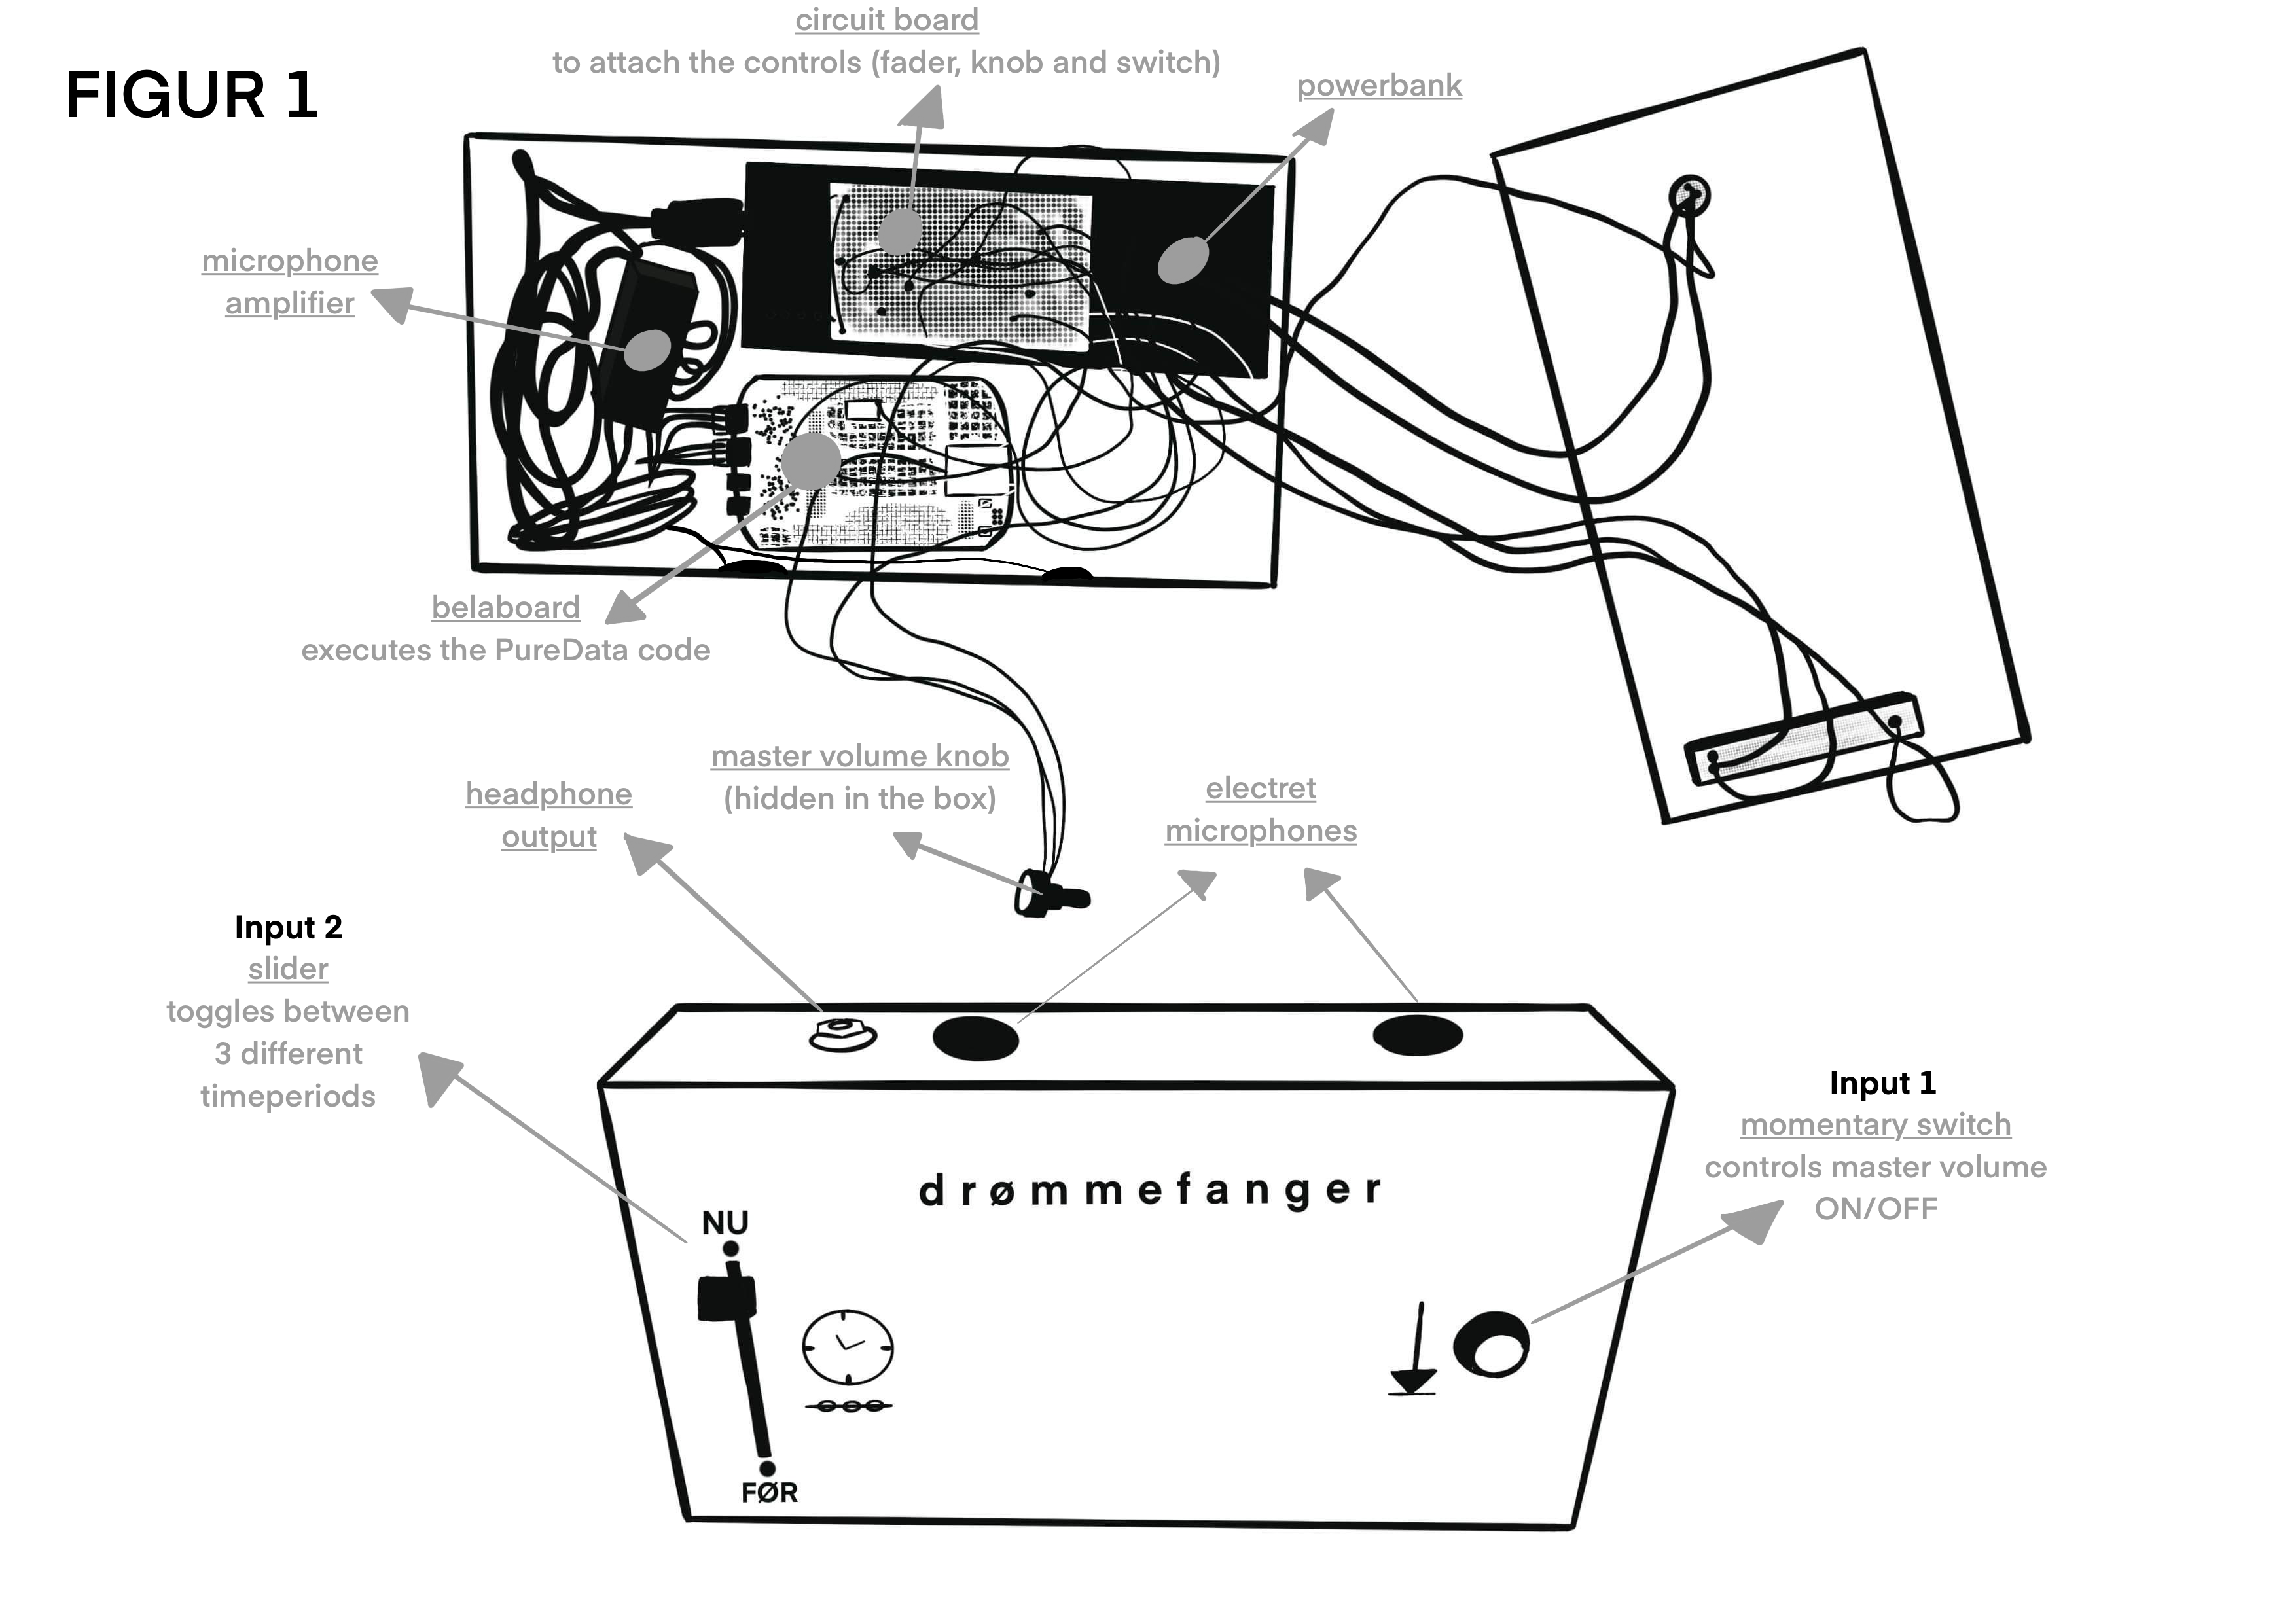 FIGUR 1
circuit board
to attach the controls (fader, knob and switch)
powerbank
microphone
amplifier
belaboard
executes the PureData code
master volume knob
(hidden in the box)
headphone
output
electret
microphones
Input 2
slider
toggles between
3 different
timeperiods
Input 1
momentary switch
controls master volume
ON/OFF
drømmefanger
NU
FØR